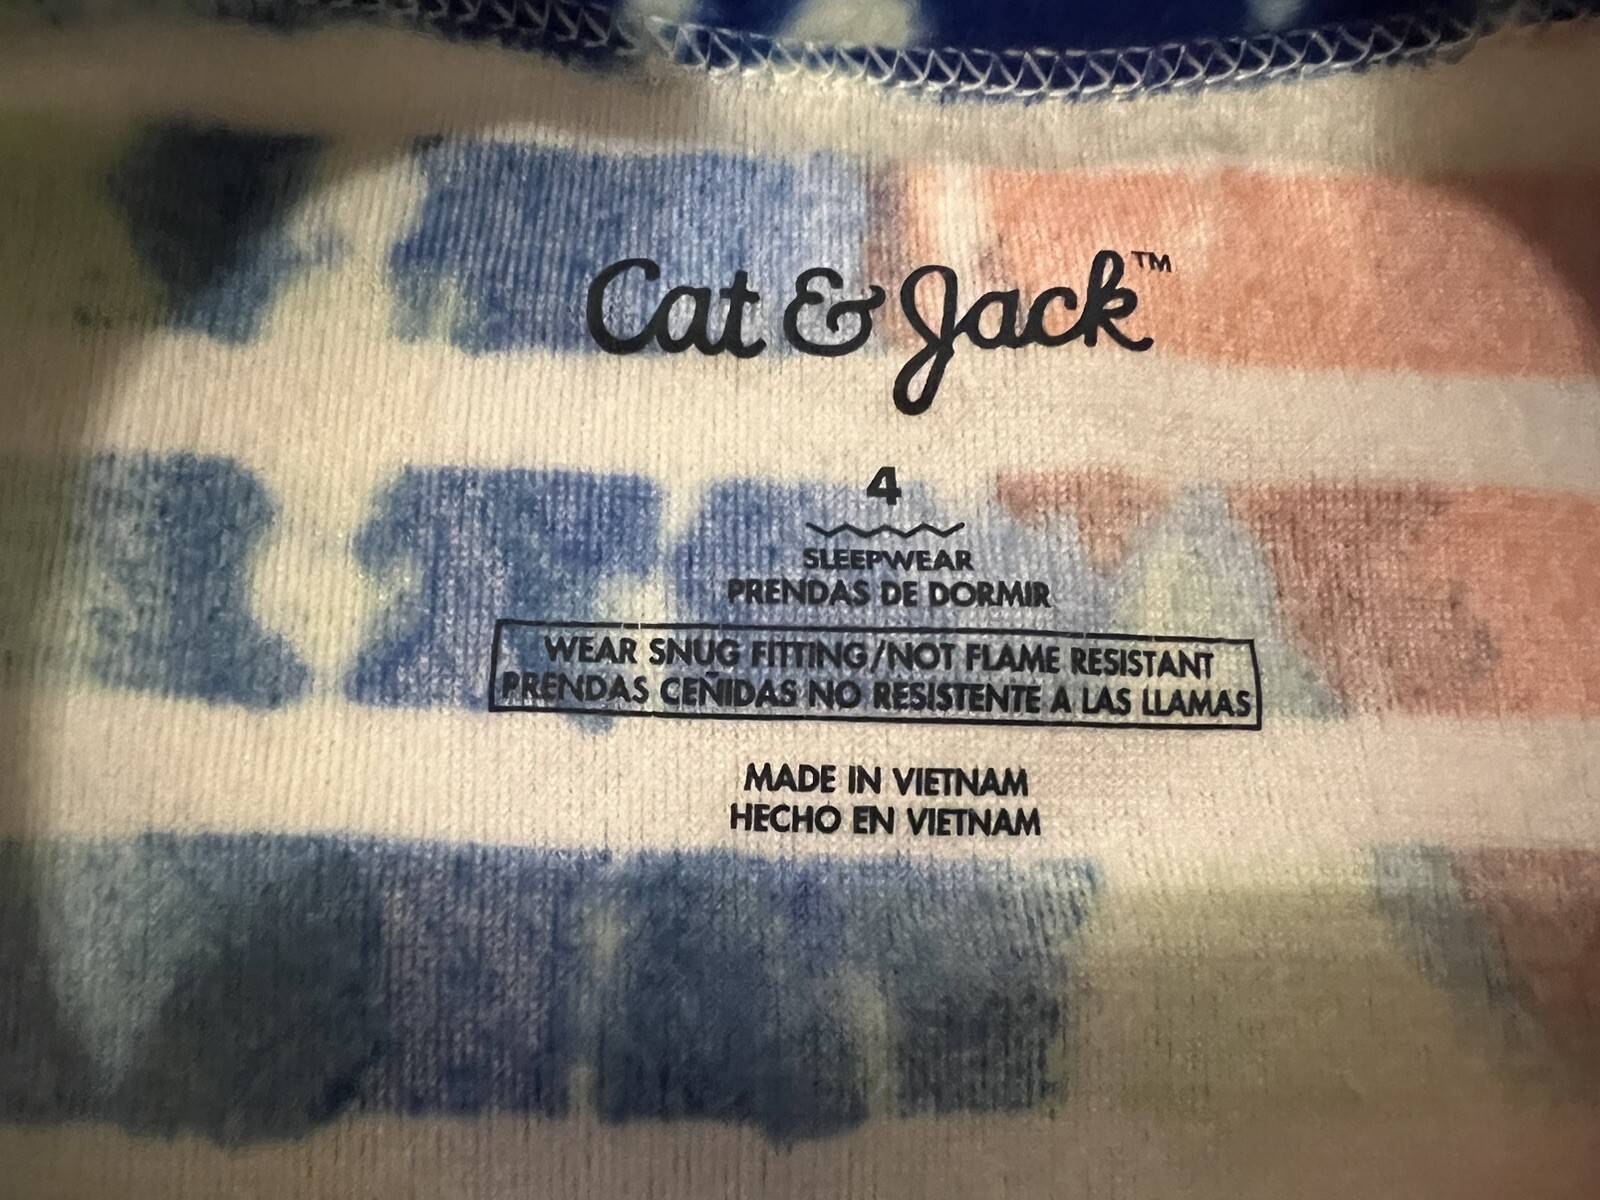 Cat & Jack™
4
SLEEPWEAR
PRENDAS DE DORMIR
WEAR SNUG FITTING/NOT FLAME RESISTANT
PRENDAS CEÑIDAS NO RESISTENTE A LAS LLAMAS
MADE IN VIETNAM
HECHO EN VIETNAM